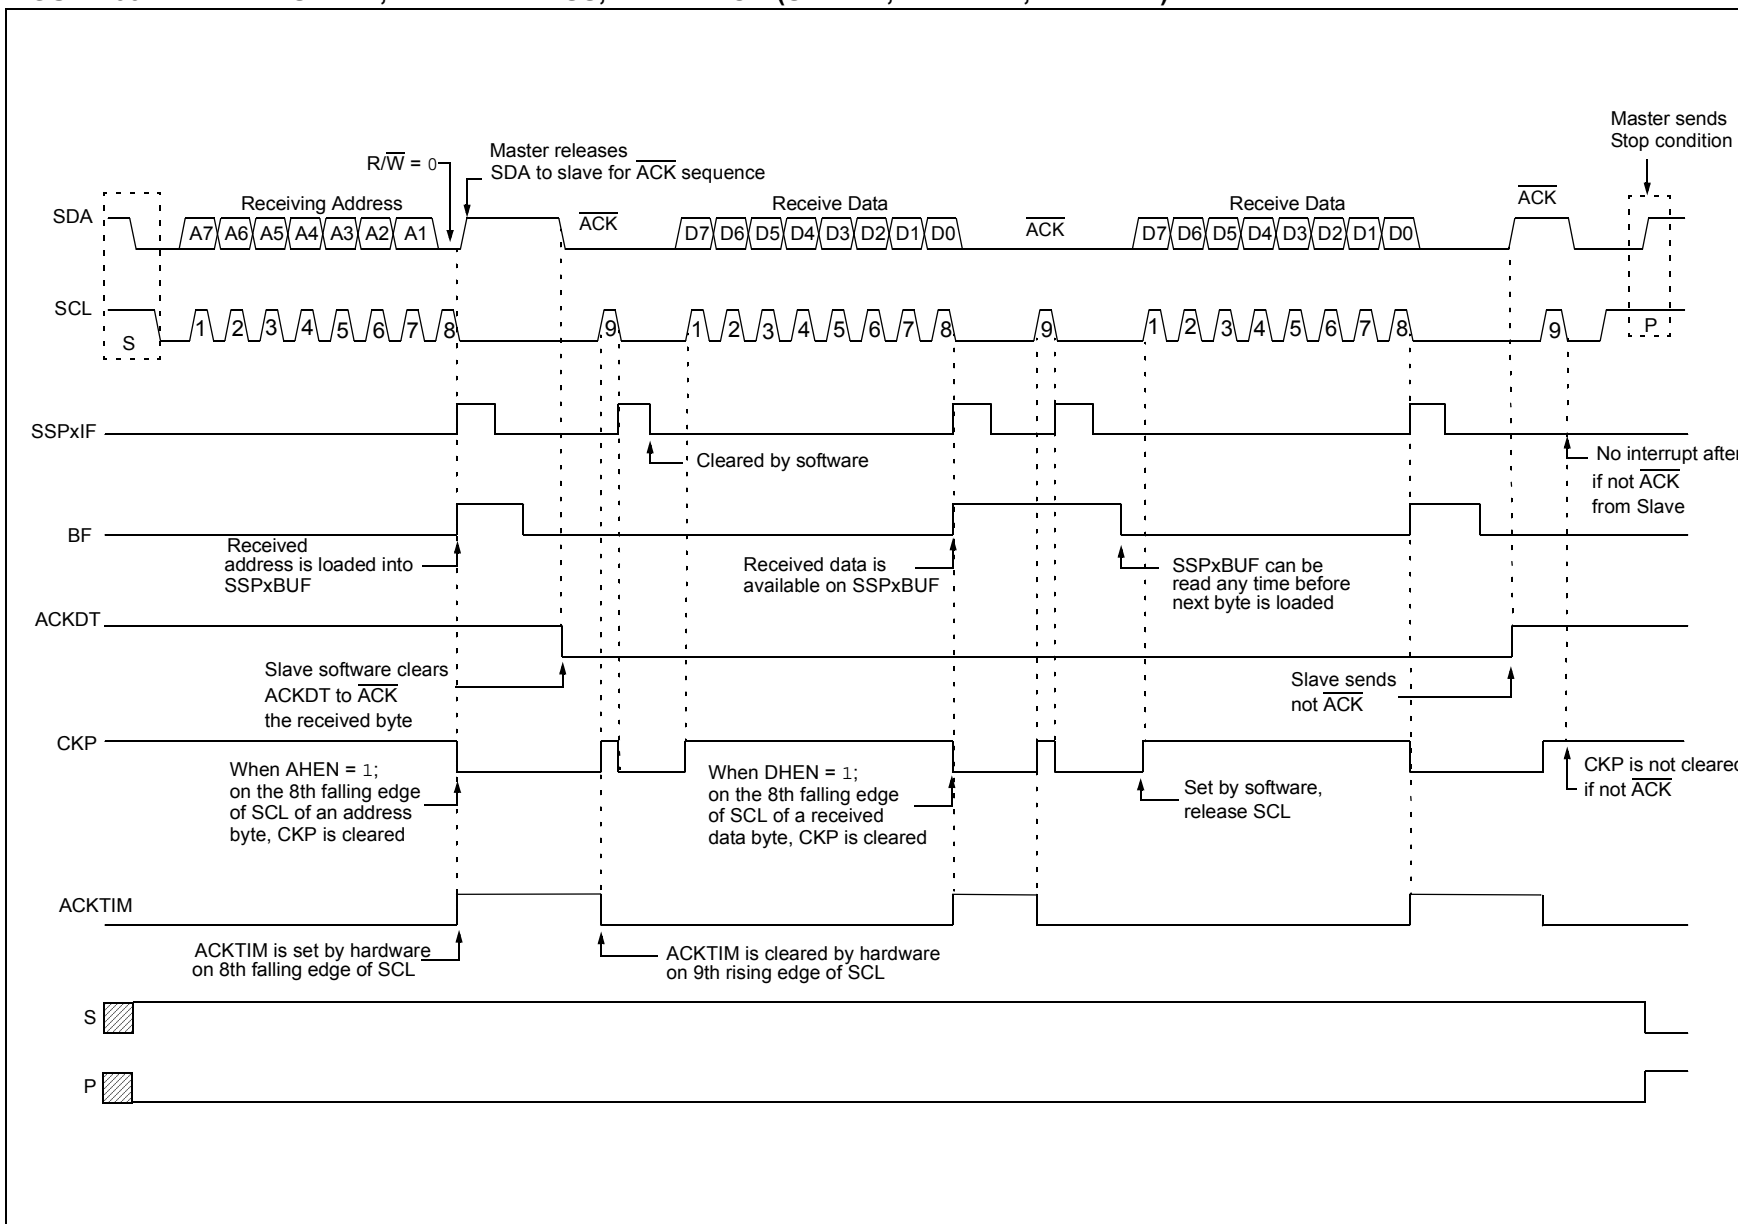 Master sends
Stop condition
R/W = 0
Master releases
SDA to slave for ACK sequence
SDA
Receiving Address
ACK
Receive Data
ACK
Receive Data
ACK
A7 A6 A5 A4 A3 A2 A1
D7 D6 D5 D4 D3 D2 D1 D0
D7 D6 D5 D4 D3 D2 D1 D0
SCL
S
1 2 3 4 5 6 7 8 9
1 2 3 4 5 6 7 8 9
1 2 3 4 5 6 7 8 9
P
SSPxIF
Cleared by software
No interrupt after
if not ACK
from Slave
BF
Received
address is loaded into
SSPxBUF
Received data is
available on SSPxBUF
SSPxBUF can be
read any time before
next byte is loaded
ACKDT
Slave software clears
ACKDT to ACK
the received byte
Slave sends
not ACK
CKP
When AHEN = 1;
on the 8th falling edge
of SCL of an address
byte, CKP is cleared
When DHEN = 1;
on the 8th falling edge
of SCL of a received
data byte, CKP is cleared
Set by software,
release SCL
CKP is not cleared
if not ACK
ACKTIM
ACKTIM is set by hardware
on 8th falling edge of SCL
ACKTIM is cleared by hardware
on 9th rising edge of SCL
S
P